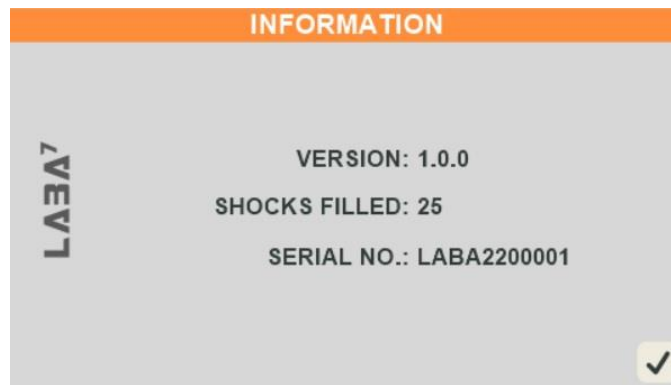 INFORMATION
LABA7
VERSION: 1.0.0
SHOCKS FILLED: 25
SERIAL NO.: LABA2200001